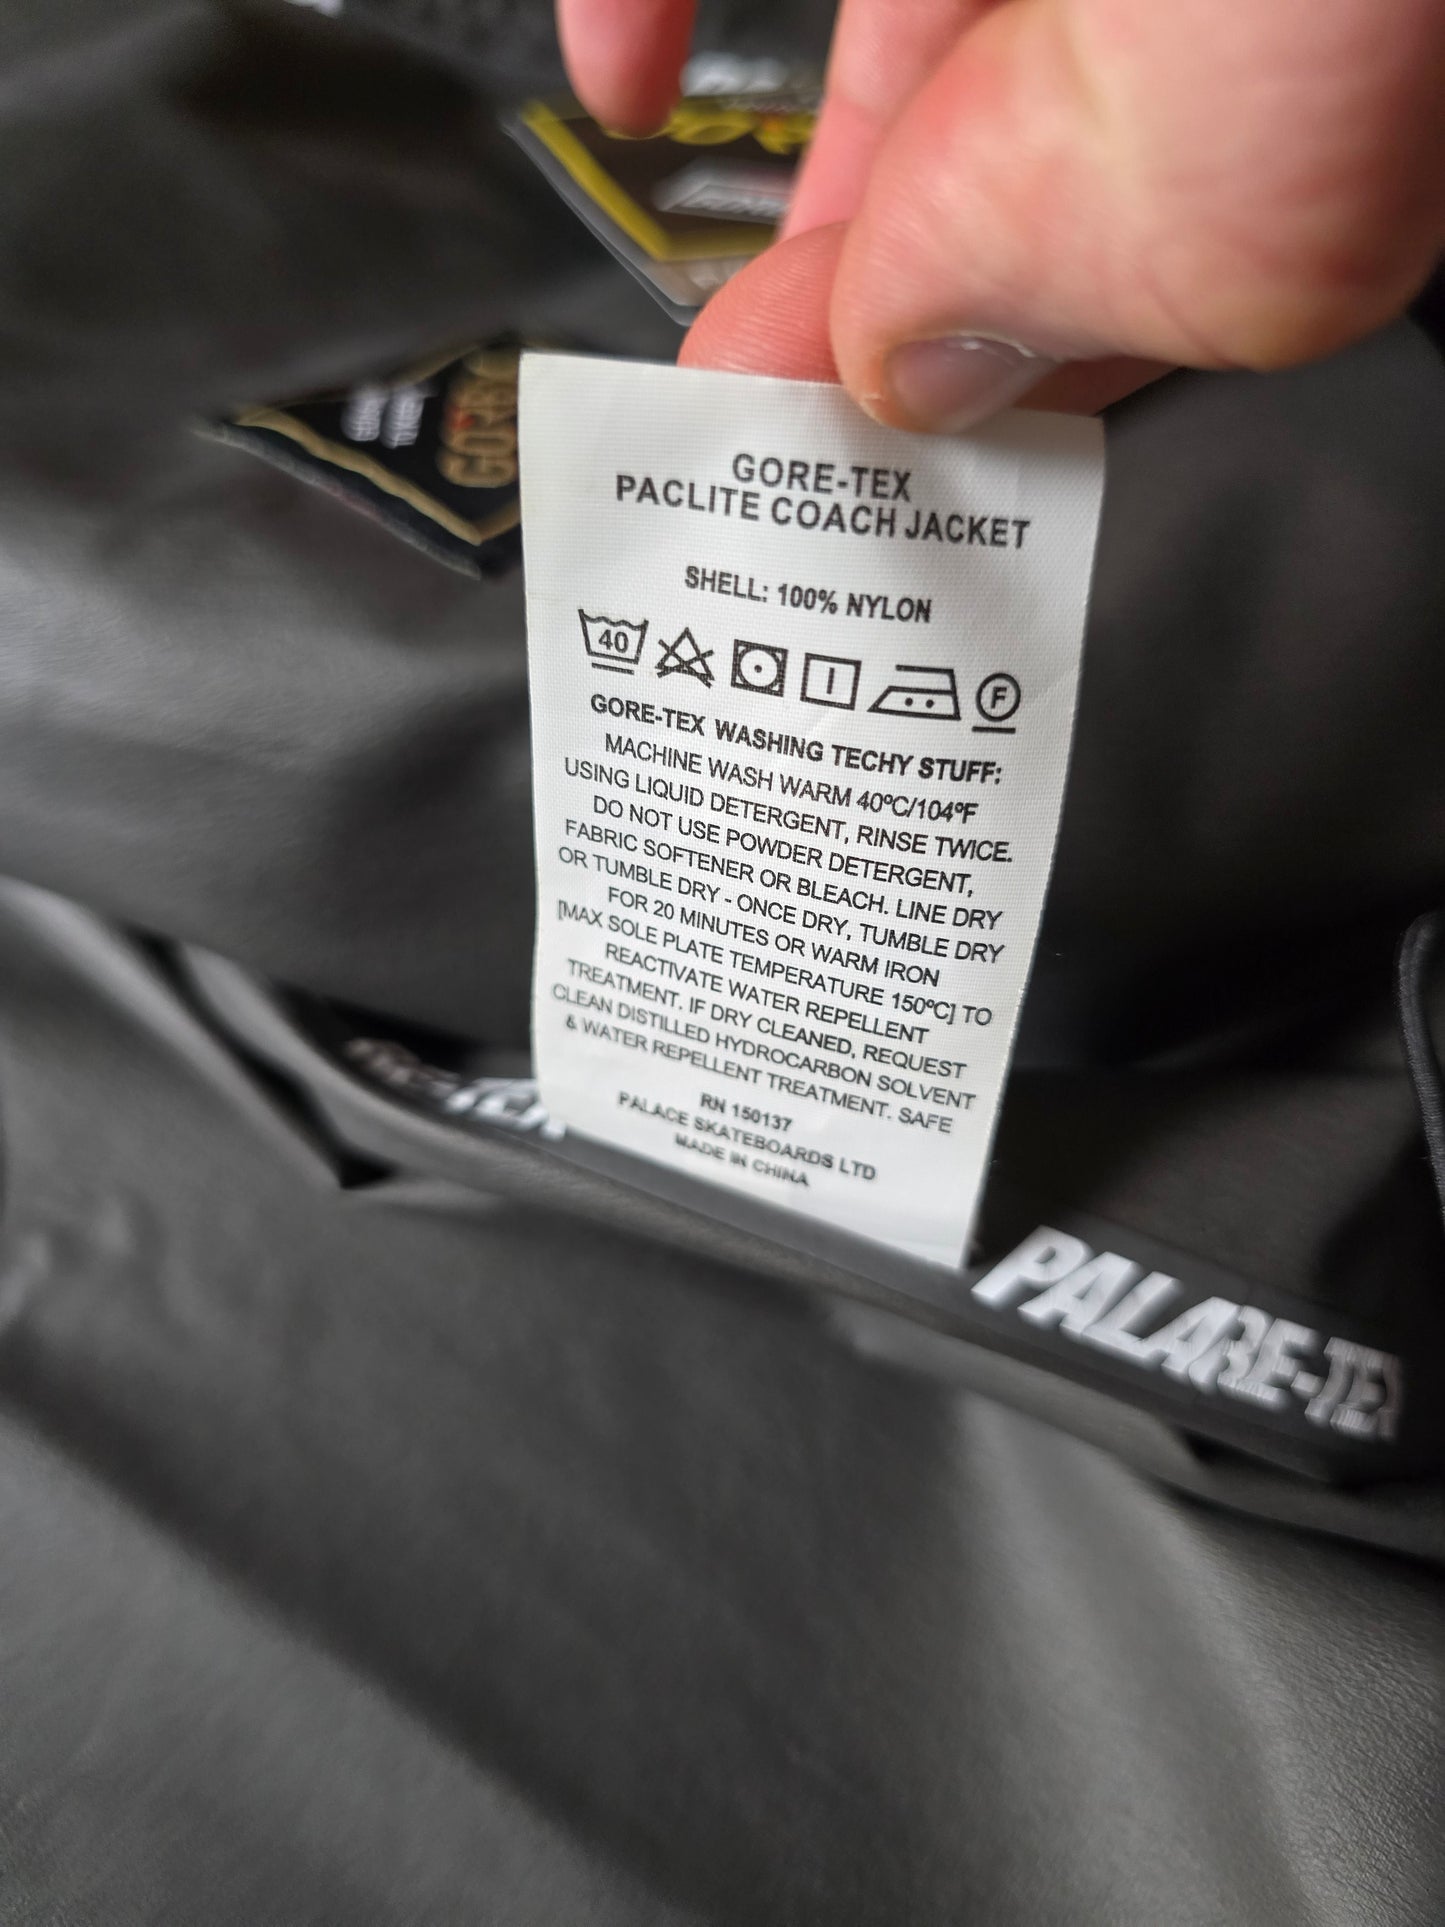 GORE-TEX
PACLITE COACH JACKET
SHELL: 100% NYLON
40
F
GORE-TEX WASHING TECHY STUFF:
MACHINE WASH WARM 40ºC/104ºF
USING LIQUID DETERGENT, RINSE TWICE.
DO NOT USE POWDER DETERGENT,
FABRIC SOFTENER OR BLEACH. LINE DRY
OR TUMBLE DRY - ONCE DRY, TUMBLE DRY
FOR 20 MINUTES OR WARM IRON
[MAX SOLE PLATE TEMPERATURE 150ºC] TO
REACTIVATE WATER REPELLENT
TREATMENT. IF DRY CLEANED, REQUEST
CLEAN DISTILLED HYDROCARBON SOLVENT
& WATER REPELLENT TREATMENT. SAFE
RN 150137
PALACE SKATEBOARDS LTD
MADE IN CHINA
PALARE-TEX